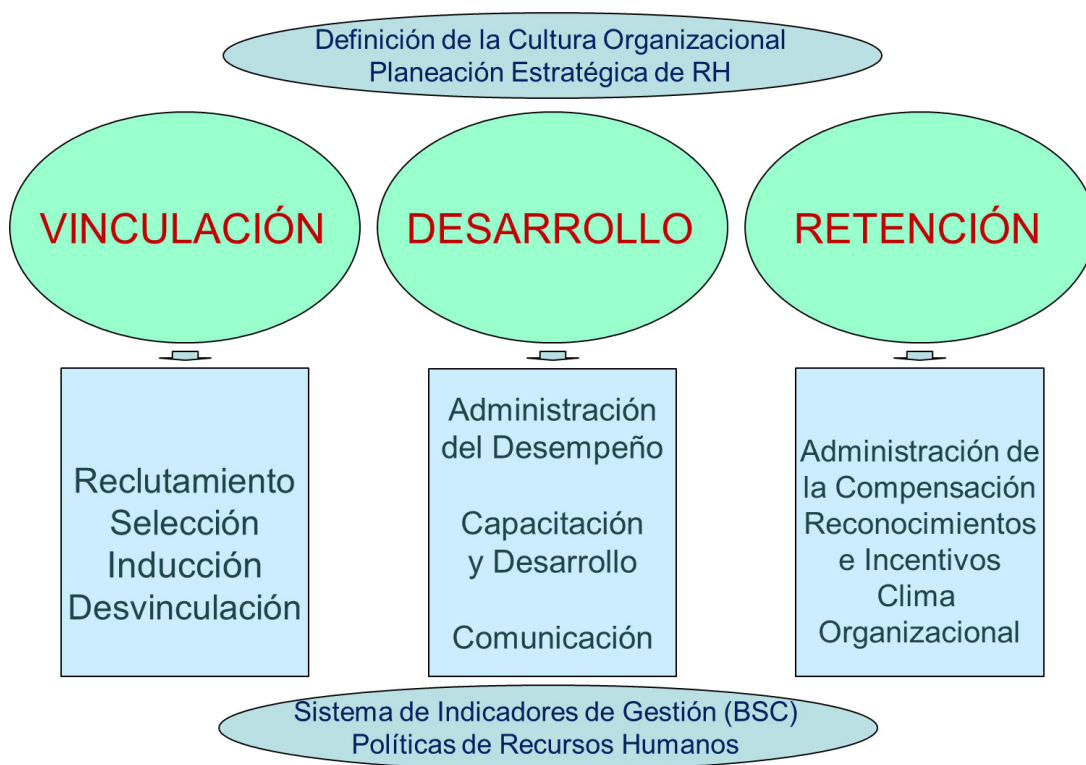 Definición de la Cultura Organizacional
Planeación Estratégica de RH
VINCULACIÓN
DESARROLLO
RETENCIÓN
Reclutamiento
Selección
Inducción
Desvinculación
Administración
del Desempeño
Capacitación
y Desarrollo
Comunicación
Administración de
la Compensación
Reconocimientos
e Incentivos
Clima
Organizacional
Sistema de Indicadores de Gestión (BSC)
Políticas de Recursos Humanos